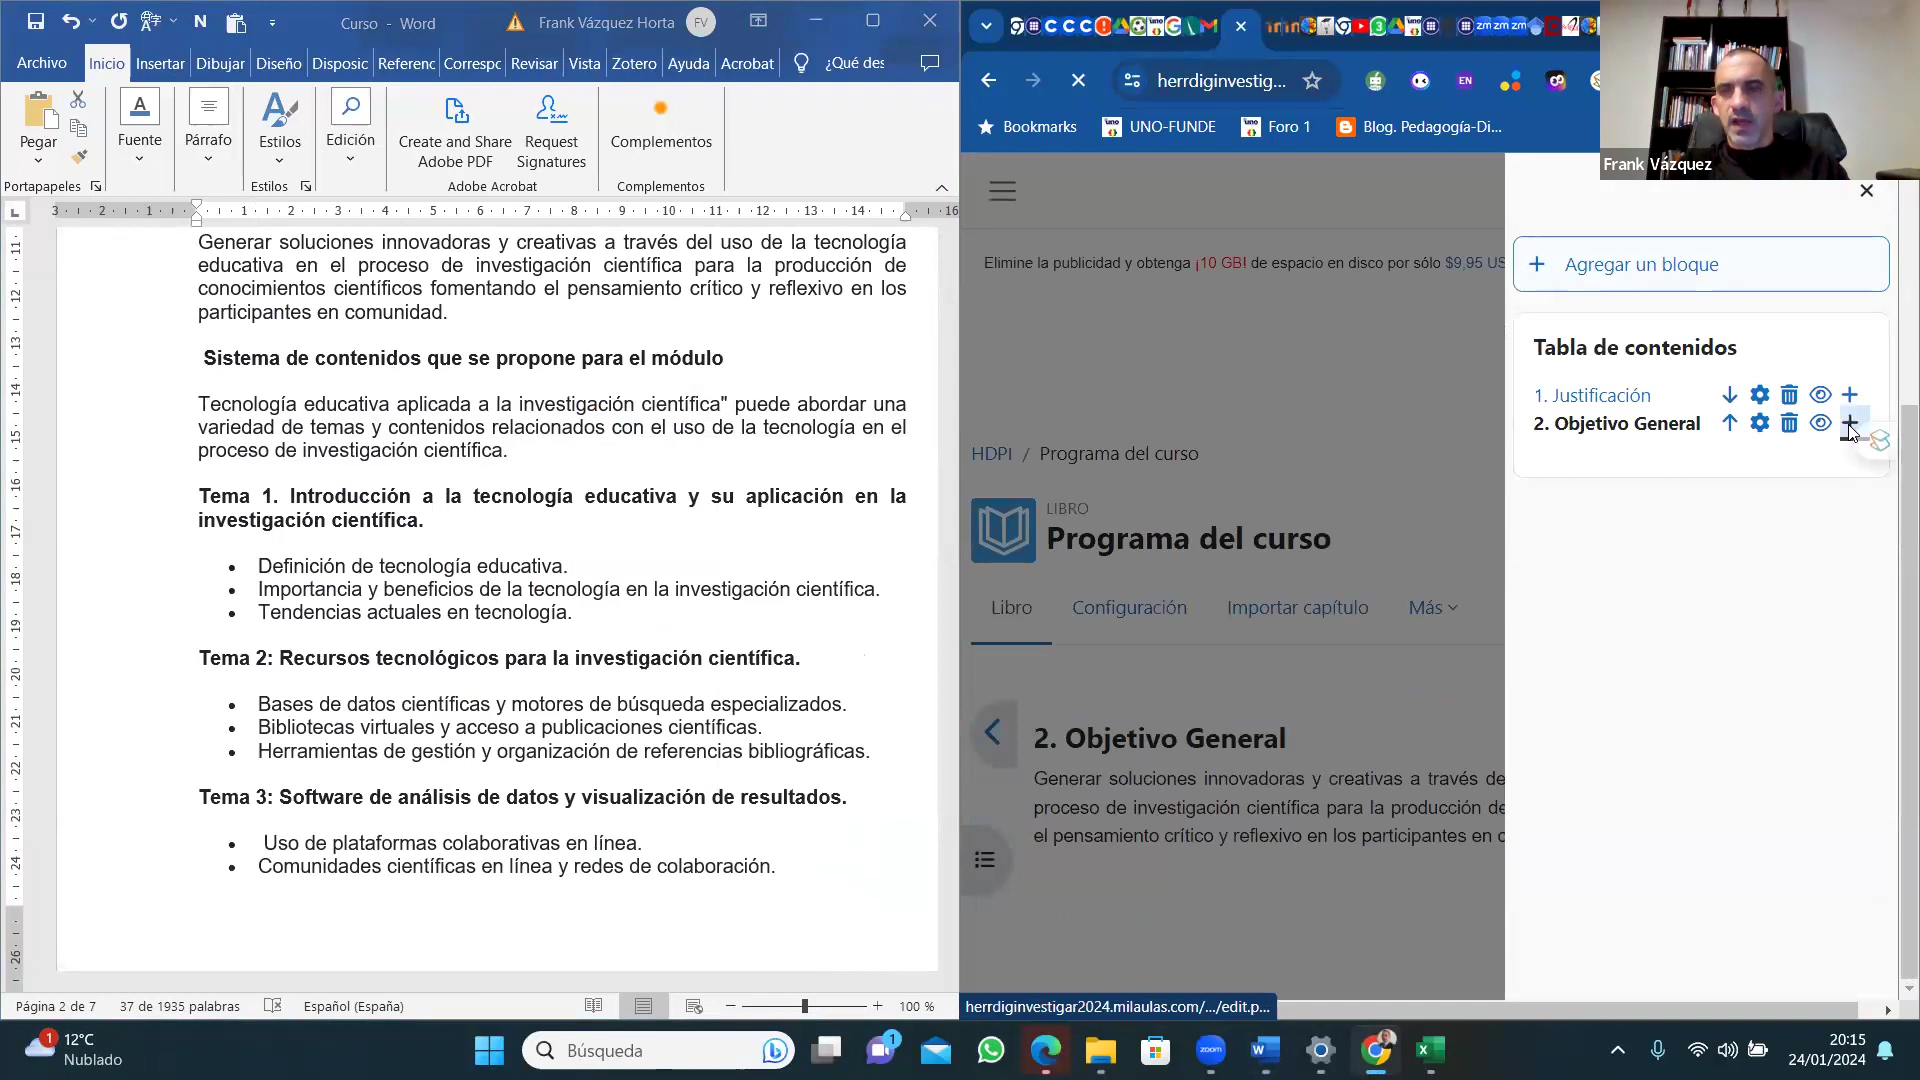 Curso - Word
Frank Vázquez Horta
FV
Archivo
Inicio
Insertar
Dibujar
Diseño
Disposic
Referenc
Correspc
Revisar
Vista
Zotero
Ayuda
Acrobat
¿Qué des
Pegar
Fuente
Párrafo
Estilos
Edición
Create and Share
Adobe PDF
Request
Signatures
Complementos
Portapapeles
Estilos
Adobe Acrobat
Complementos
Generar soluciones innovadoras y creativas a través del uso de la tecnología
educativa en el proceso de investigación científica para la producción de
conocimientos científicos fomentando el pensamiento crítico y reflexivo en los
participantes en comunidad.
Sistema de contenidos que se propone para el módulo
Tecnología educativa aplicada a la investigación científica" puede abordar una
variedad de temas y contenidos relacionados con el uso de la tecnología en el
proceso de investigación científica.
Tema 1. Introducción a la tecnología educativa y su aplicación en la
investigación científica.
• Definición de tecnología educativa.
• Importancia y beneficios de la tecnología en la investigación científica.
• Tendencias actuales en tecnología.
Tema 2: Recursos tecnológicos para la investigación científica.
• Bases de datos científicas y motores de búsqueda especializados.
• Bibliotecas virtuales y acceso a publicaciones científicas.
• Herramientas de gestión y organización de referencias bibliográficas.
Tema 3: Software de análisis de datos y visualización de resultados.
• Uso de plataformas colaborativas en línea.
• Comunidades científicas en línea y redes de colaboración.
Página 2 de 7
37 de 1935 palabras
Español (España)
100 %
herrdiginvestig...
EN
Bookmarks
UNO-FUNDE
Foro 1
Blog. Pedagogía-Di...
Frank Vázquez
Elimine la publicidad y obtenga ¡10 GB! de espacio en disco por sólo $9,95 US
HDPI / Programa del curso
LIBRO
Programa del curso
Libro
Configuración
Importar capítulo
Más
2. Objetivo General
Generar soluciones innovadoras y creativas a través de
proceso de investigación científica para la producción de
el pensamiento crítico y reflexivo en los participantes en c
+ Agregar un bloque
Tabla de contenidos
1. Justificación
2. Objetivo General
herrdiginvestigar2024.milaulas.com/.../edit.p...
1
12°C
Nublado
Búsqueda
1
zoom
20:15
24/01/2024